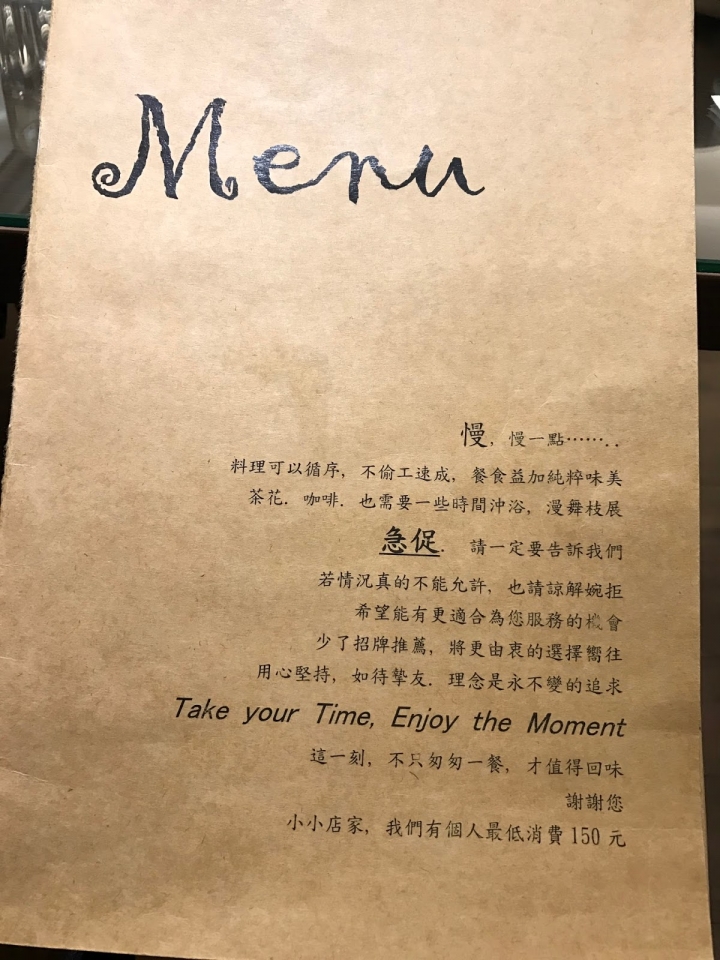 Menu
慢, 慢一點……..
料理可以循序, 不偷工速成, 餐食益加純粹味美
茶花. 咖啡. 也需要一些時間沖浴, 漫舞枝展
急促. 請一定要告訴我們
若情況真的不能允許, 也請諒解婉拒
希望能有更適合為您服務的機會
少了招牌推薦, 將更由衷的選擇嚮往
用心堅持, 如待摯友. 理念是永不變的追求
Take your Time, Enjoy the Moment
這一刻, 不只匆匆一餐, 才值得回味
謝謝您
小小店家, 我們有個人最低消費 150 元